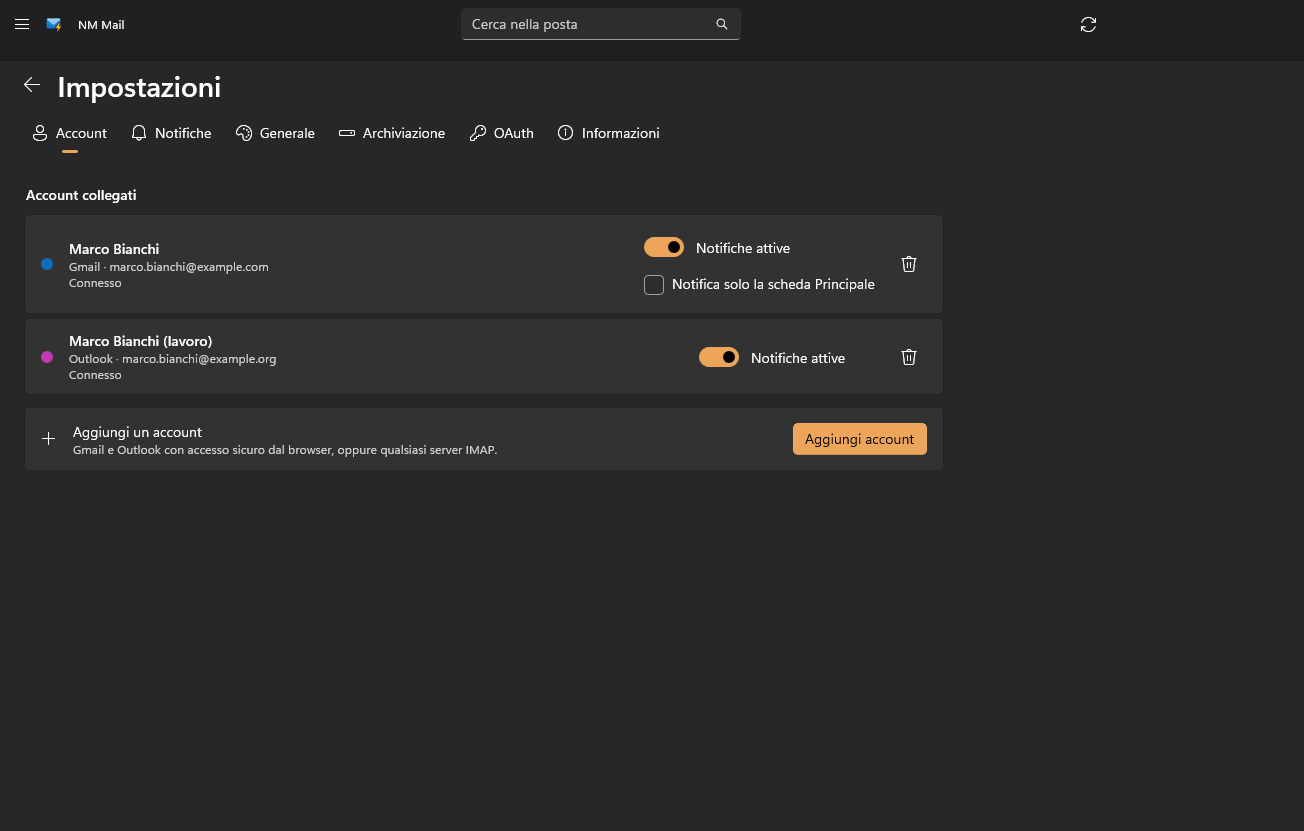 NM Mail
Cerca nella posta
Impostazioni
Account
Notifiche
Generale
Archiviazione
OAuth
Informazioni
Account collegati
Marco Bianchi
Gmail · marco.bianchi@example.com
Connesso
Notifiche attive
Notifica solo la scheda Principale
Marco Bianchi (lavoro)
Outlook · marco.bianchi@example.org
Connesso
Notifiche attive
Aggiungi un account
Gmail e Outlook con accesso sicuro dal browser, oppure qualsiasi server IMAP.
Aggiungi account